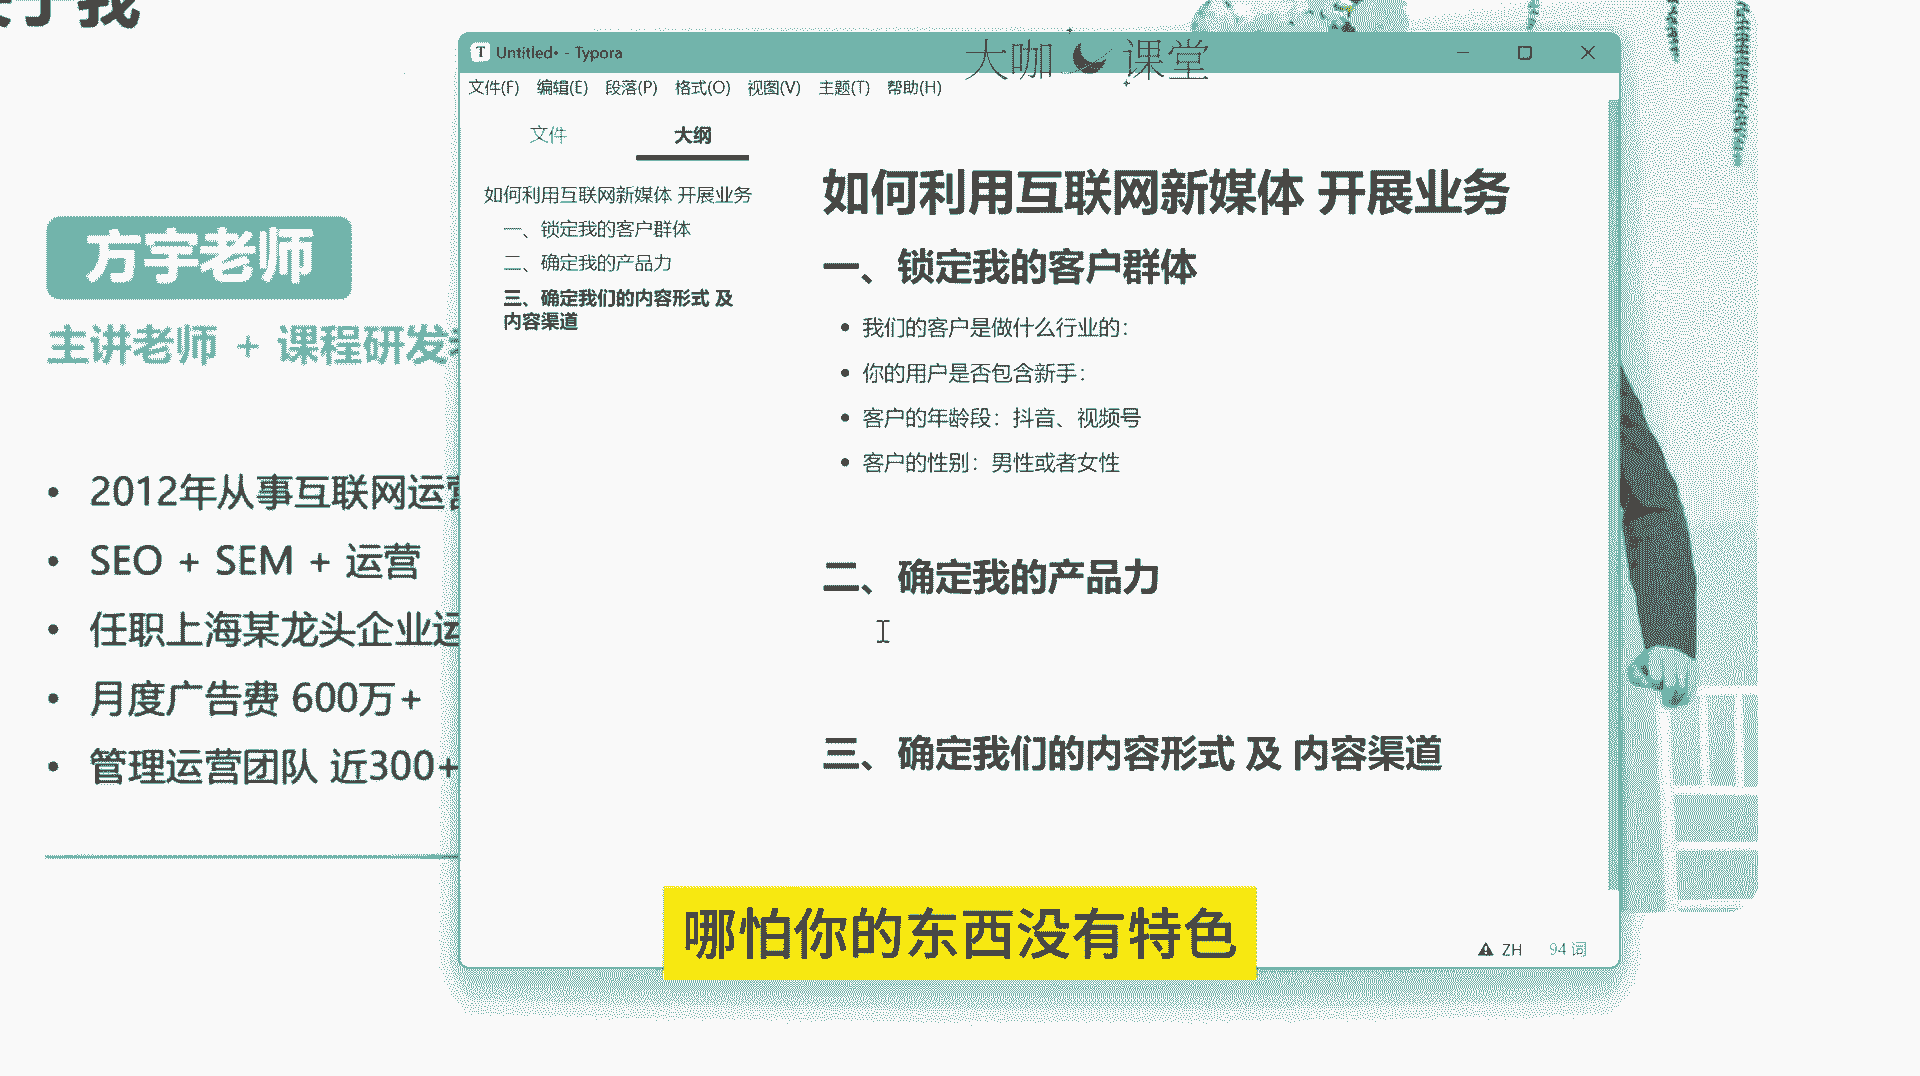 于我
方宇老师
主讲老师 + 课程研发
• 2012年从事互联网运营
• SEO + SEM + 运营
• 任职上海某龙头企业运
• 月度广告费 600万+
• 管理运营团队 近300+
Untitled• - Typora
大咖 课堂
文件(F) 编辑(E) 段落(P) 格式(O) 视图(V) 主题(T) 帮助(H)
文件 大纲
如何利用互联网新媒体 开展业务
一、锁定我的客户群体
二、确定我的产品力
三、确定我们的内容形式 及
内容渠道
如何利用互联网新媒体 开展业务
一、锁定我的客户群体
• 我们的客户是做什么行业的：
• 你的用户是否包含新手：
• 客户的年龄段：抖音、视频号
• 客户的性别：男性或者女性
二、确定我的产品力
三、确定我们的内容形式 及 内容渠道
哪怕你的东西没有特色
ZH 94 词